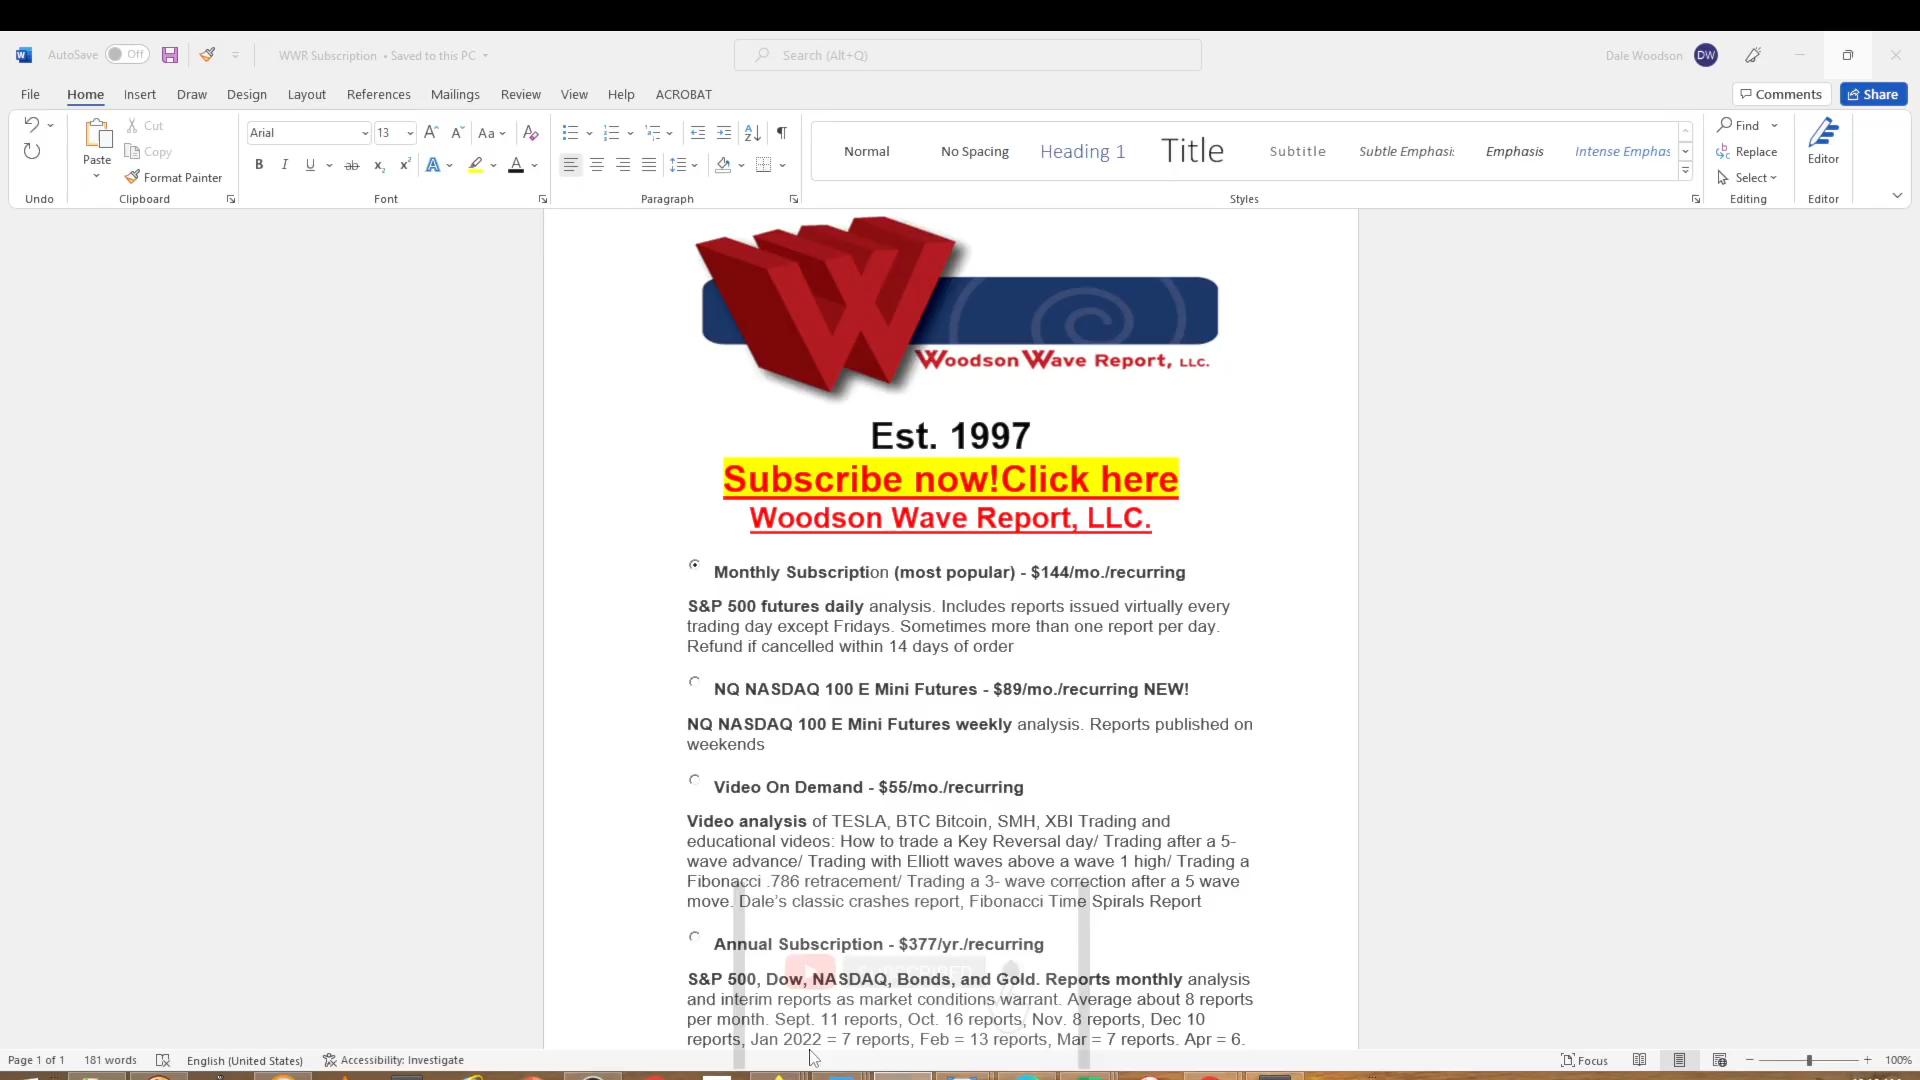 AutoSave Off WWR Subscription • Saved to this PC Search (Alt+Q) Dale Woodson DW
File Home Insert Draw Design Layout References Mailings Review View Help ACROBAT Comments Share
Paste Cut Copy Format Painter
Arial 13 Aa
B I U ab x₂ x² A A
Normal No Spacing Heading 1 Title Subtitle Subtle Emphasis Emphasis Intense Emphas
Find Replace Select Editor
Undo Clipboard Font Paragraph Styles Editing Editor
W
Woodson Wave Report, LLC.
Est. 1997
Subscribe now!Click here
Woodson Wave Report, LLC.
Monthly Subscription (most popular) - $144/mo./recurring
S&P 500 futures daily analysis. Includes reports issued virtually every
trading day except Fridays. Sometimes more than one report per day.
Refund if cancelled within 14 days of order
NQ NASDAQ 100 E Mini Futures - $89/mo./recurring NEW!
NQ NASDAQ 100 E Mini Futures weekly analysis. Reports published on
weekends
Video On Demand - $55/mo./recurring
Video analysis of TESLA, BTC Bitcoin, SMH, XBI Trading and
educational videos: How to trade a Key Reversal day/ Trading after a 5-
wave advance/ Trading with Elliott waves above a wave 1 high/ Trading a
Fibonacci .786 retracement/ Trading a 3- wave correction after a 5 wave
move. Dale’s classic crashes report, Fibonacci Time Spirals Report
Annual Subscription - $377/yr./recurring
S&P 500, Dow, NASDAQ, Bonds, and Gold. Reports monthly analysis
and interim reports as market conditions warrant. Average about 8 reports
per month. Sept. 11 reports, Oct. 16 reports, Nov. 8 reports, Dec 10
reports, Jan 2022 = 7 reports, Feb = 13 reports, Mar = 7 reports. Apr = 6.
Page 1 of 1 181 words English (United States) Accessibility: Investigate Focus 100%